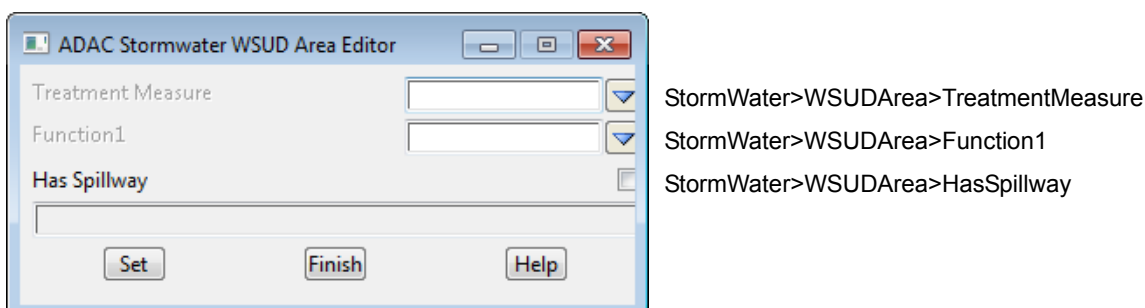 ADAC Stormwater WSUD Area Editor
Treatment Measure
StormWater>WSUDArea>TreatmentMeasure
Function1
StormWater>WSUDArea>Function1
Has Spillway
StormWater>WSUDArea>HasSpillway
Set Finish Help